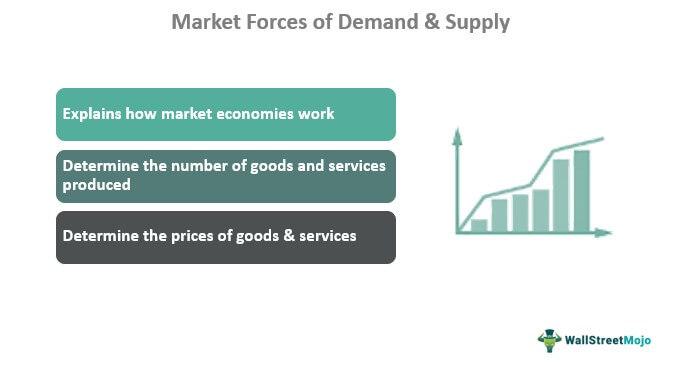 Market Forces of Demand & Supply
Explains how market economies work
Determine the number of goods and services
produced
Determine the prices of goods & services
WallStreetMojo